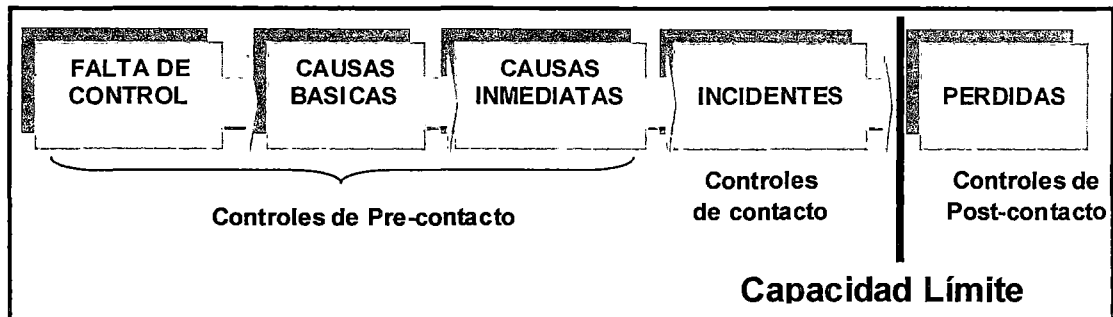 FALTA DE
CONTROL
CAUSAS
BASICAS
CAUSAS
INMEDIATAS
INCIDENTES
PERDIDAS
Controles de Pre-contacto
Controles
de contacto
Controles de
Post-contacto
Capacidad Límite